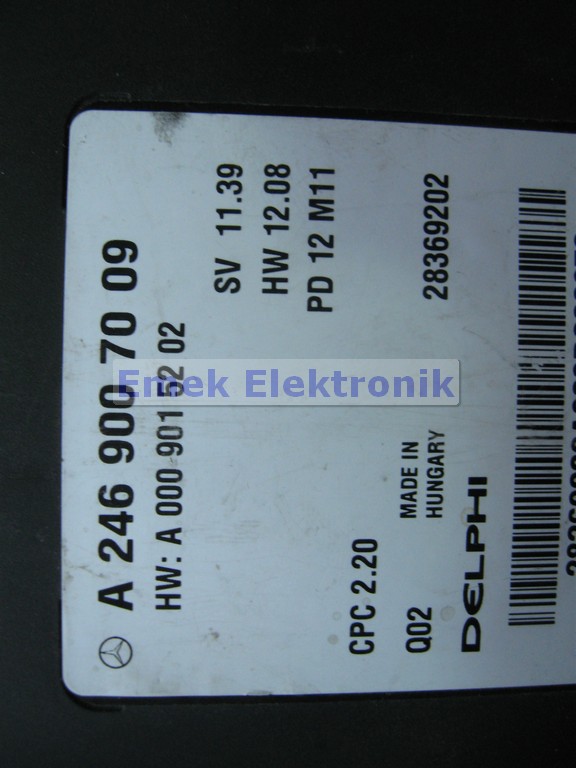 A 246 900 70 09
HW: A 000 901 52 02
SV 11.39
HW 12.08
PD 12 M11
Emek Elektronik
CPC 2.20
28369202
Q02
MADE IN
HUNGARY
DELPHI